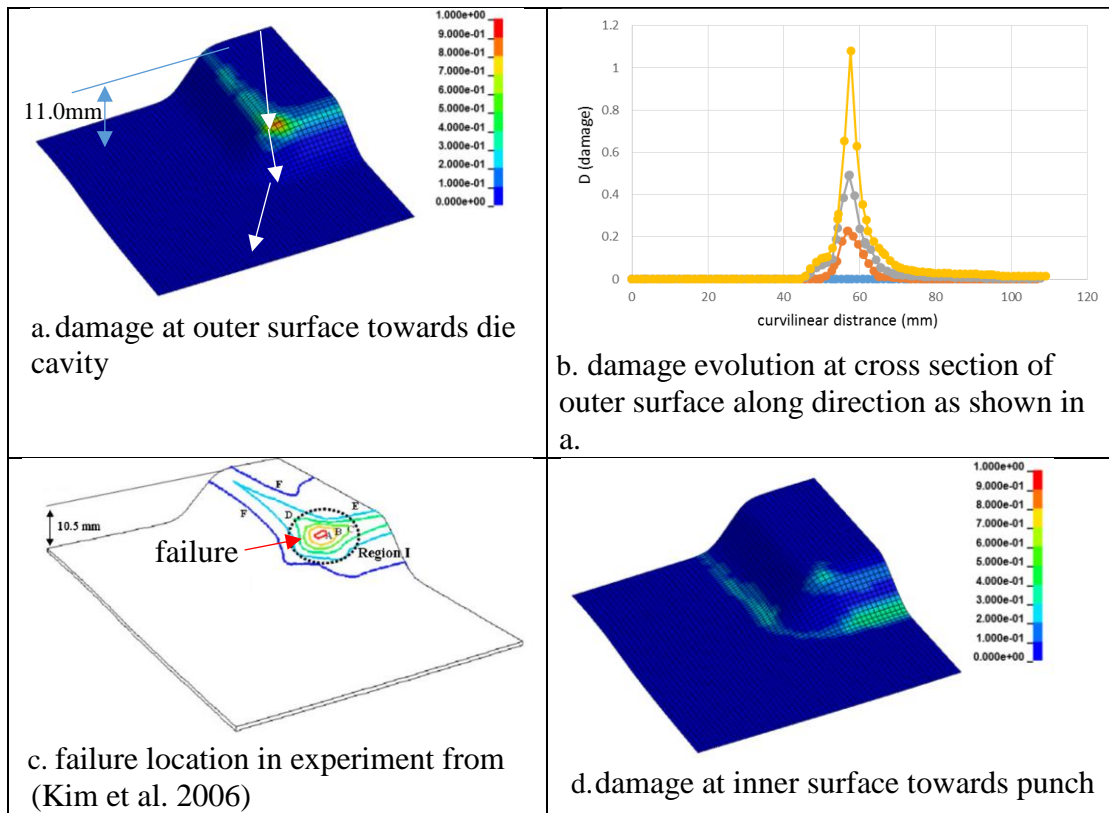 1.000e+00
9.000e-01
8.000e-01
7.000e-01
6.000e-01
5.000e-01
4.000e-01
3.000e-01
2.000e-01
1.000e-01
0.000e+00
11.0mm
a. damage at outer surface towards die
cavity
1.2
1
0.8
0.6
0.4
0.2
0
D (damage)
0 20 40 60 80 100 120
curvilinear distrance (mm)
b. damage evolution at cross section of
outer surface along direction as shown in
a.
10.5 mm
F
F
D
E
A
B
C
failure
Region I
c. failure location in experiment from
(Kim et al. 2006)
1.000e+00
9.000e-01
8.000e-01
7.000e-01
6.000e-01
5.000e-01
4.000e-01
3.000e-01
2.000e-01
1.000e-01
0.000e+00
d. damage at inner surface towards punch